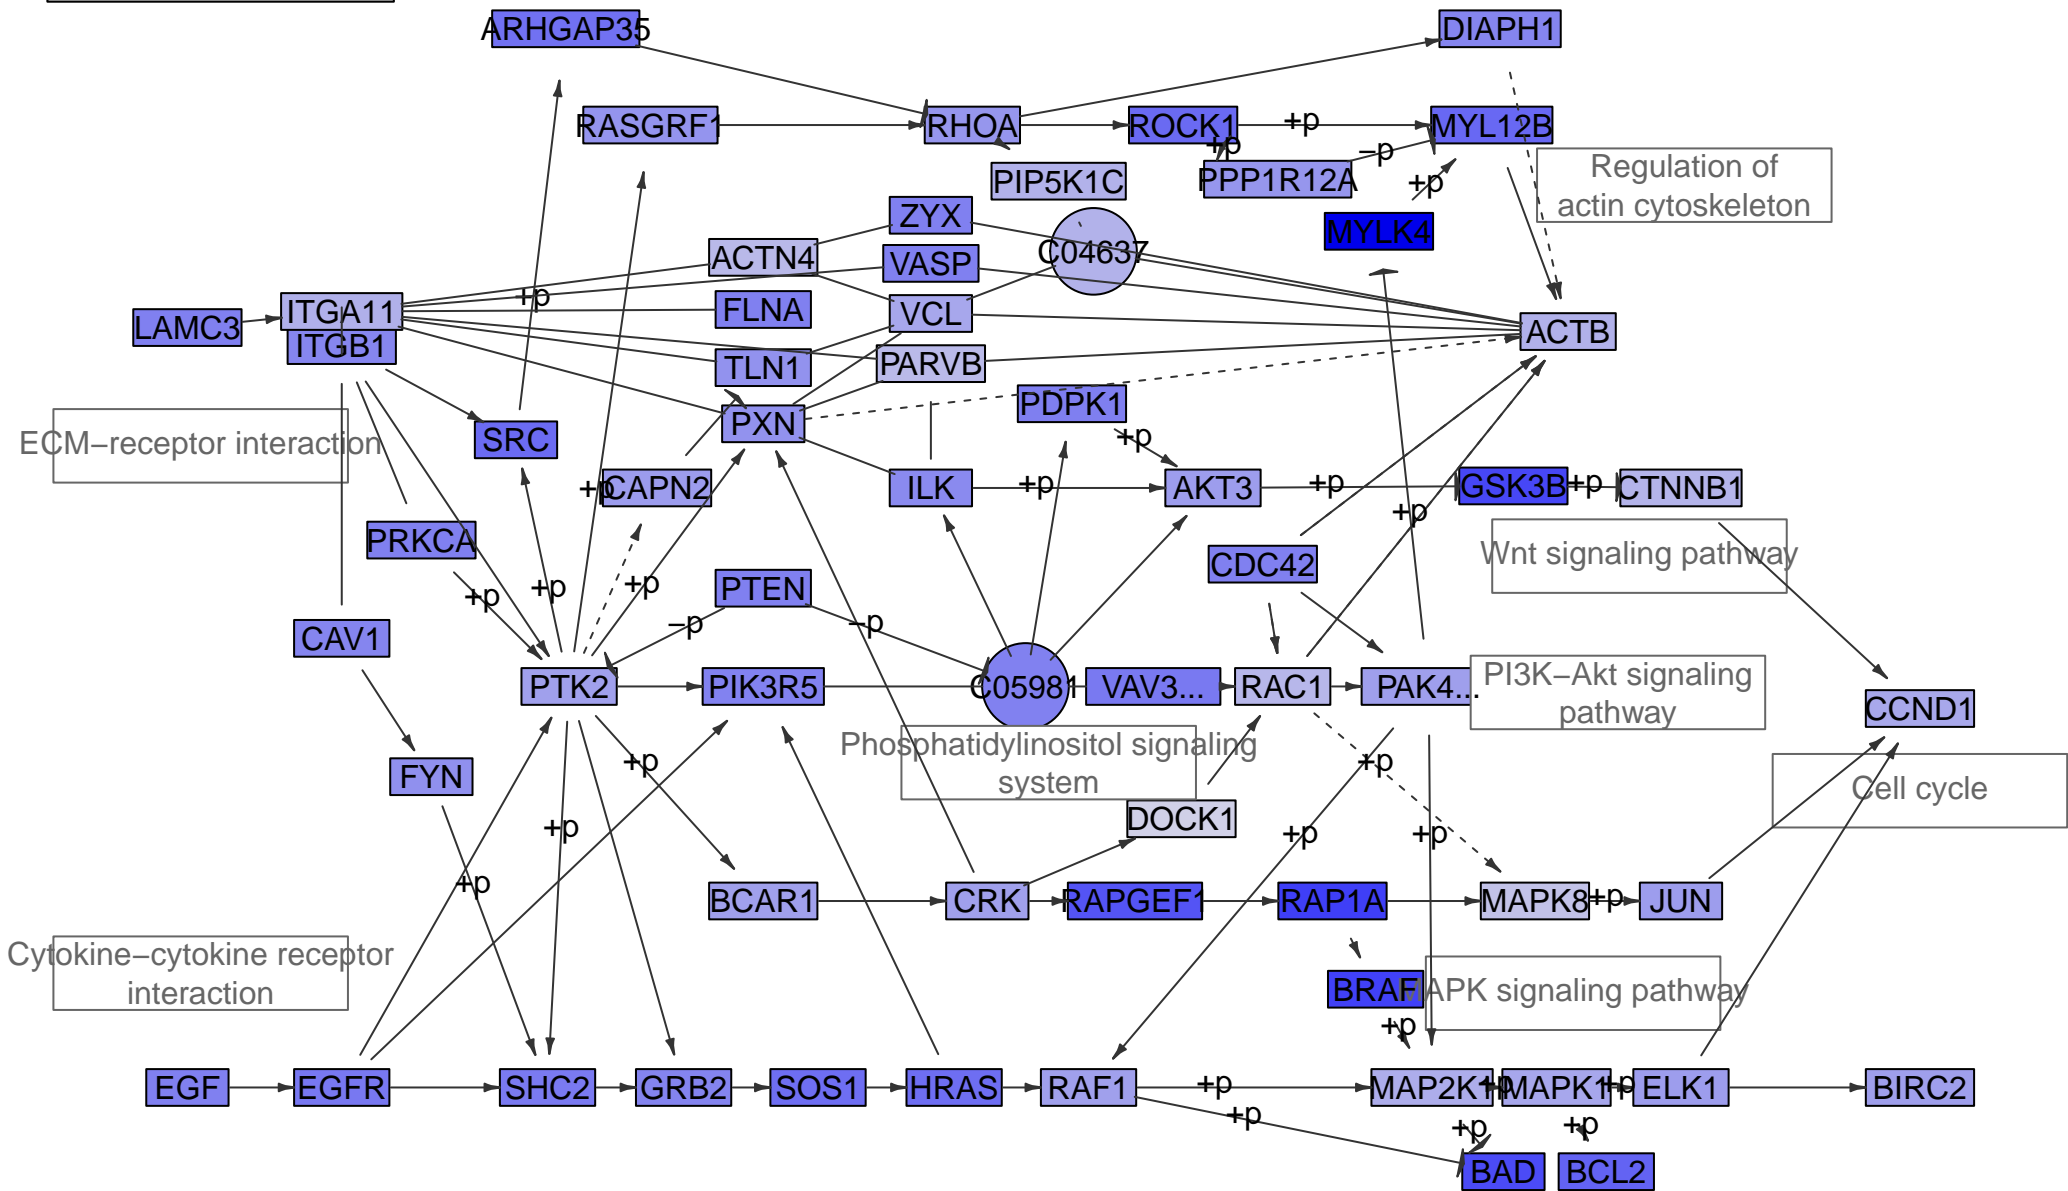 ARHGAP35
DIAPH1
RASGRF1
RHOA
ROCK1
+p
MYL12B
+p
−p
PIP5K1C
PPP1R12A
+p
Regulation of
actin cytoskeleton
ZYX
MYLK4
ACTN4
VASP
C04637
+p
ITGA11
FLNA
VCL
LAMC3
ACTB
ITGB1
TLN1
PARVB
PDPK1
PXN
+p
ECM−receptor interaction
SRC
+p
CAPN2
ILK
+p
AKT3
+p
GSK3B
+p
CTNNB1
+p
PRKCA
Wnt signaling pathway
CDC42
+p
+p
+p
PTEN
−p
−p
CAV1
PTK2
PIK3R5
C05981
VAV3...
RAC1
PAK4...
PI3K−Akt signaling
pathway
CCND1
Phosphatidylinositol signaling
system
+p
+p
FYN
Cell cycle
DOCK1
+p
+p
+p
+p
BCAR1
CRK
RAPGEF1
RAP1A
MAPK8
+p
JUN
Cytokine−cytokine receptor
interaction
BRAF
MAPK signaling pathway
+p
EGF
EGFR
SHC2
GRB2
SOS1
HRAS
RAF1
+p
MAP2K1
+p
MAPK1
+p
ELK1
BIRC2
+p
+p
+p
BAD
BCL2